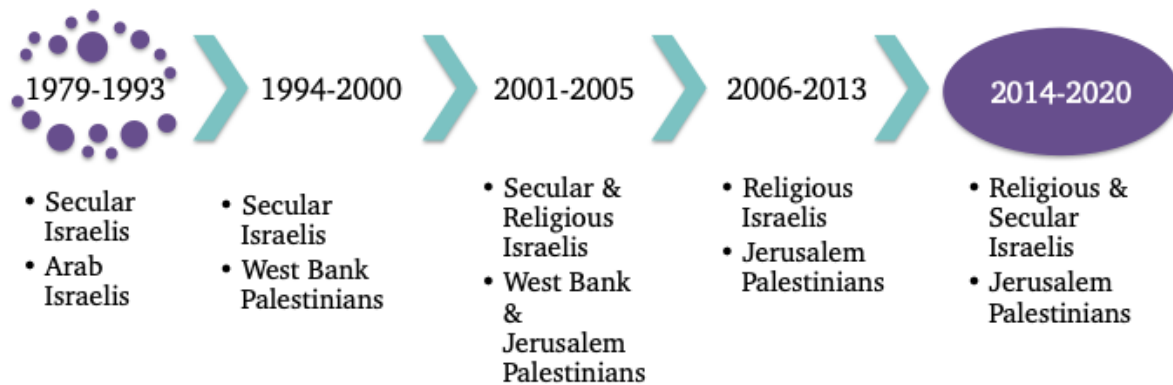 1979-1993
1994-2000
2001-2005
2006-2013
2014-2020
• Secular
Israelis
• Arab
Israelis
• Secular
Israelis
• West Bank
Palestinians
• Secular &
Religious
Israelis
• West Bank
&
Jerusalem
Palestinians
• Religious
Israelis
• Jerusalem
Palestinians
• Religious &
Secular
Israelis
• Jerusalem
Palestinians